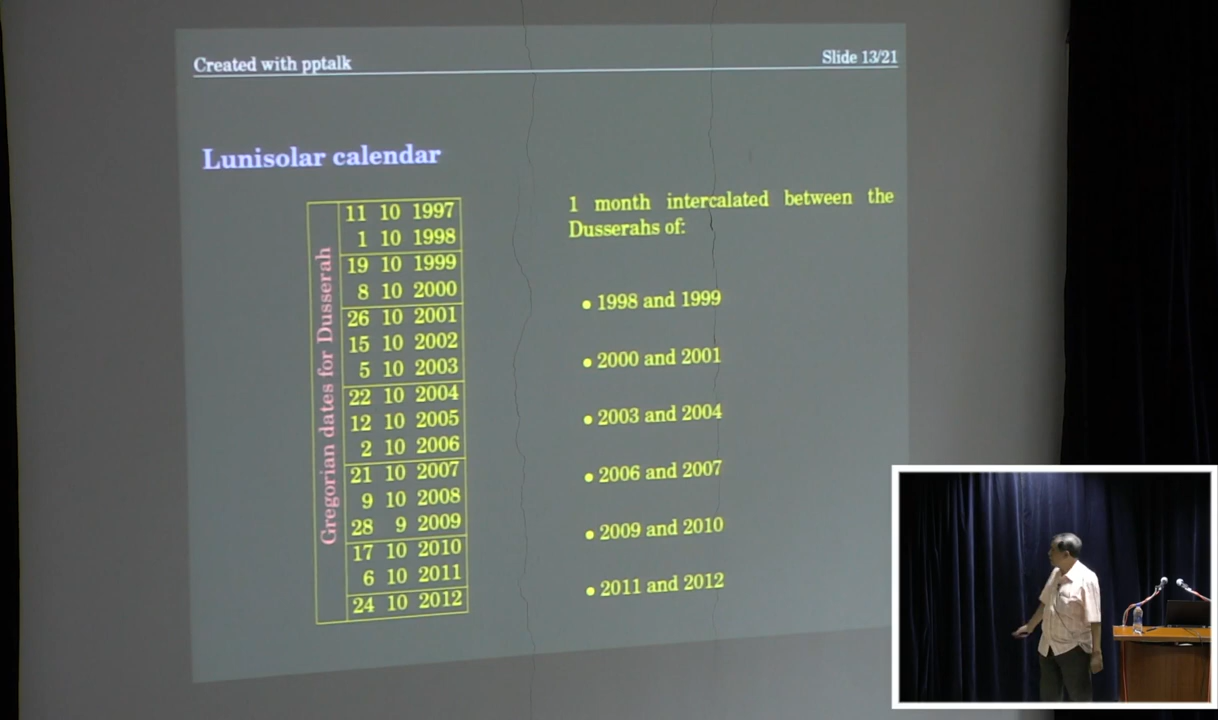 Created with pptalk
Slide 13/21
Lunisolar calendar
Gregorian dates for Dusserah
11 10 1997
1 10 1998
19 10 1999
8 10 2000
26 10 2001
15 10 2002
5 10 2003
22 10 2004
12 10 2005
2 10 2006
21 10 2007
9 10 2008
28 9 2009
17 10 2010
6 10 2011
24 10 2012
1 month intercalated between the
Dusserahs of:
• 1998 and 1999
• 2000 and 2001
• 2003 and 2004
• 2006 and 2007
• 2009 and 2010
• 2011 and 2012